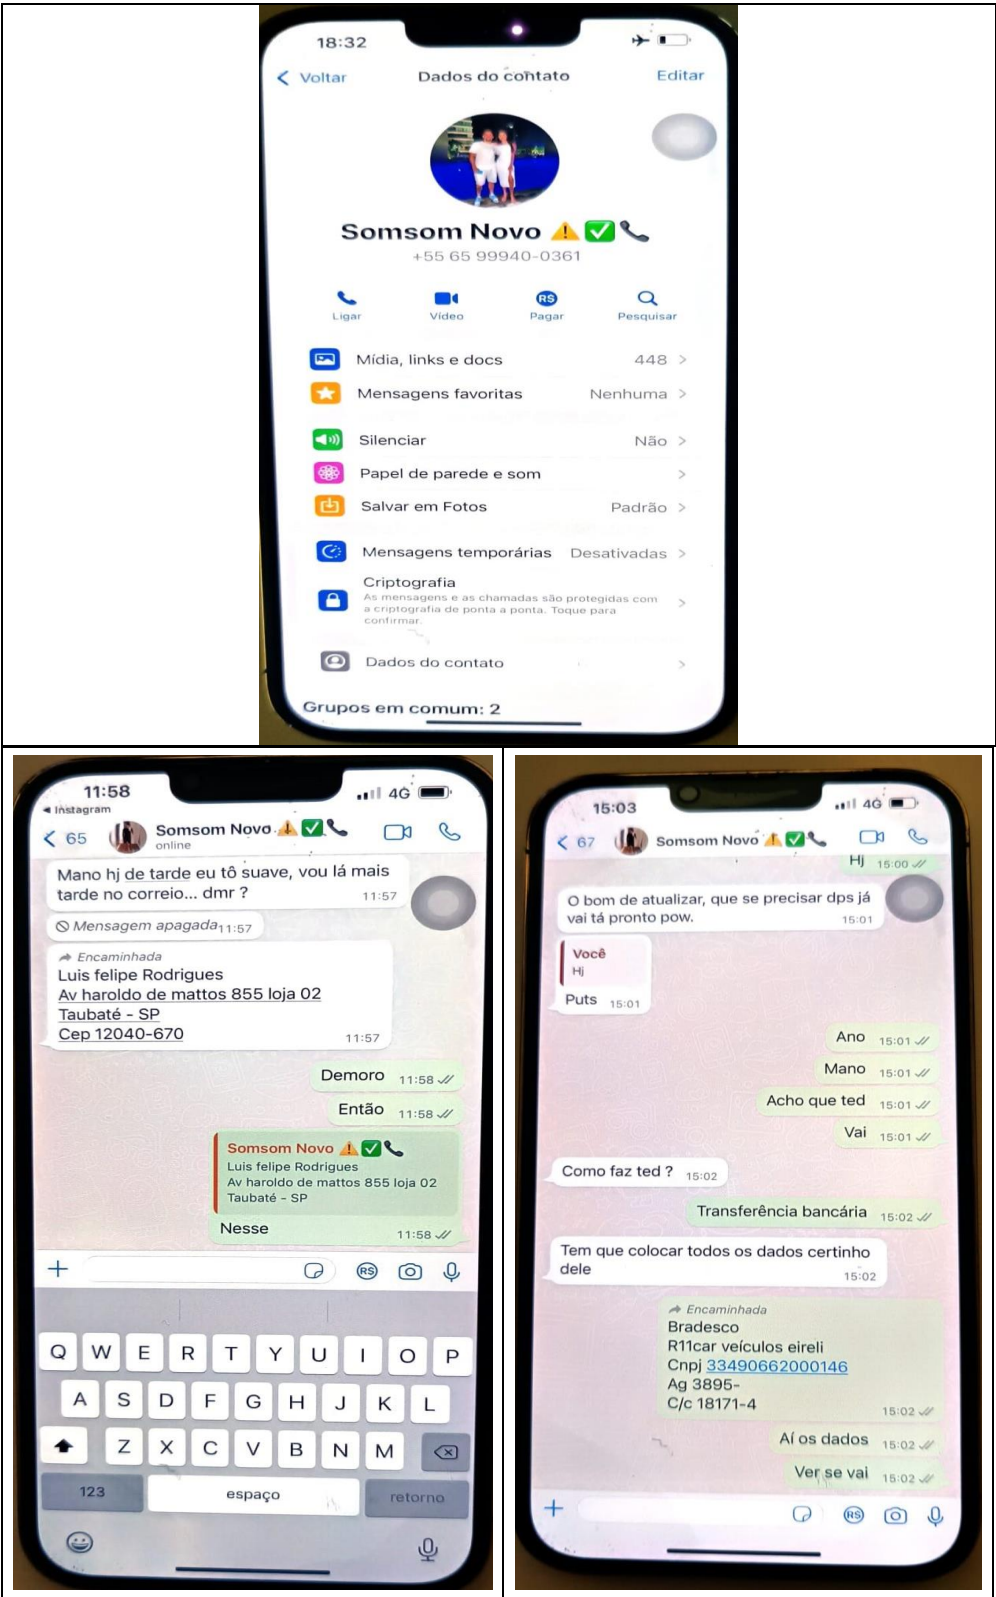 18:32
Voltar
Dados do contato
Editar
Somsom Novo ⚠️✅📞
+55 65 99940-0361
Ligar
Vídeo
RS
Pagar
Pesquisar
Mídia, links e docs 448
Mensagens favoritas Nenhuma
Silenciar Não
Papel de parede e som
Salvar em Fotos Padrão
Mensagens temporárias Desativadas
Criptografia
As mensagens e as chamadas são protegidas com
a criptografia de ponta a ponta. Toque para
confirmar.
Dados do contato
Grupos em comum: 2
11:58
4G
Instagram
65
Somsom Novo ⚠️✅📞
online
Mano hj de tarde eu tô suave, vou lá mais
tarde no correio... dmr ?
11:57
Mensagem apagada 11:57
Encaminhada
Luis felipe Rodrigues
Av haroldo de mattos 855 loja 02
Taubaté - SP
Cep 12040-670
11:57
Demoro 11:58
Então 11:58
Somsom Novo ⚠️✅📞
Luis felipe Rodrigues
Av haroldo de mattos 855 loja 02
Taubaté - SP
Nesse 11:58
RS
Q W E R T Y U I O P
A S D F G H J K L
Z X C V B N M
123 espaço retorno
15:03
4G
67
Somsom Novo ⚠️✅📞
Hj 15:00
O bom de atualizar, que se precisar dps já
vai tá pronto pow.
15:01
Você
Hj
Puts 15:01
Ano 15:01
Mano 15:01
Acho que ted 15:01
Vai 15:01
Como faz ted ? 15:02
Transferência bancária 15:02
Tem que colocar todos os dados certinho
dele
15:02
Encaminhada
Bradesco
R11car veículos eireli
Cnpj 33490662000146
Ag 3895-
C/c 18171-4
15:02
Aí os dados 15:02
Ver se vai 15:02
RS